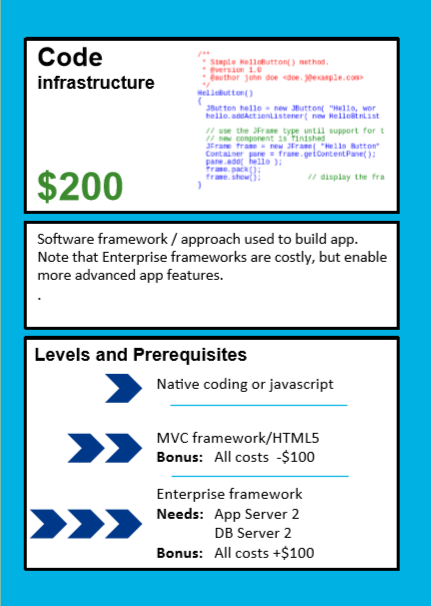 Code
infrastructure
$200
/**
* Simple HelloButton() method.
* @version 1.0
* @author john doe <doe.j@example.com>
*/
HelloButton()
{
JButton hello = new JButton( "Hello, wor
hello.addActionListener( new HelloBtnList
// use the JFrame type until support for t
// new component is finished
JFrame frame = new JFrame( "Hello Button"
Container pane = frame.getContentPane();
pane.add( hello );
frame.pack();
frame.show(); // display the fra
}
Software framework / approach used to build app.
Note that Enterprise frameworks are costly, but enable
more advanced app features.
.
Levels and Prerequisites
Native coding or javascript
MVC framework/HTML5
Bonus: All costs -$100
Enterprise framework
Needs: App Server 2
DB Server 2
Bonus: All costs +$100